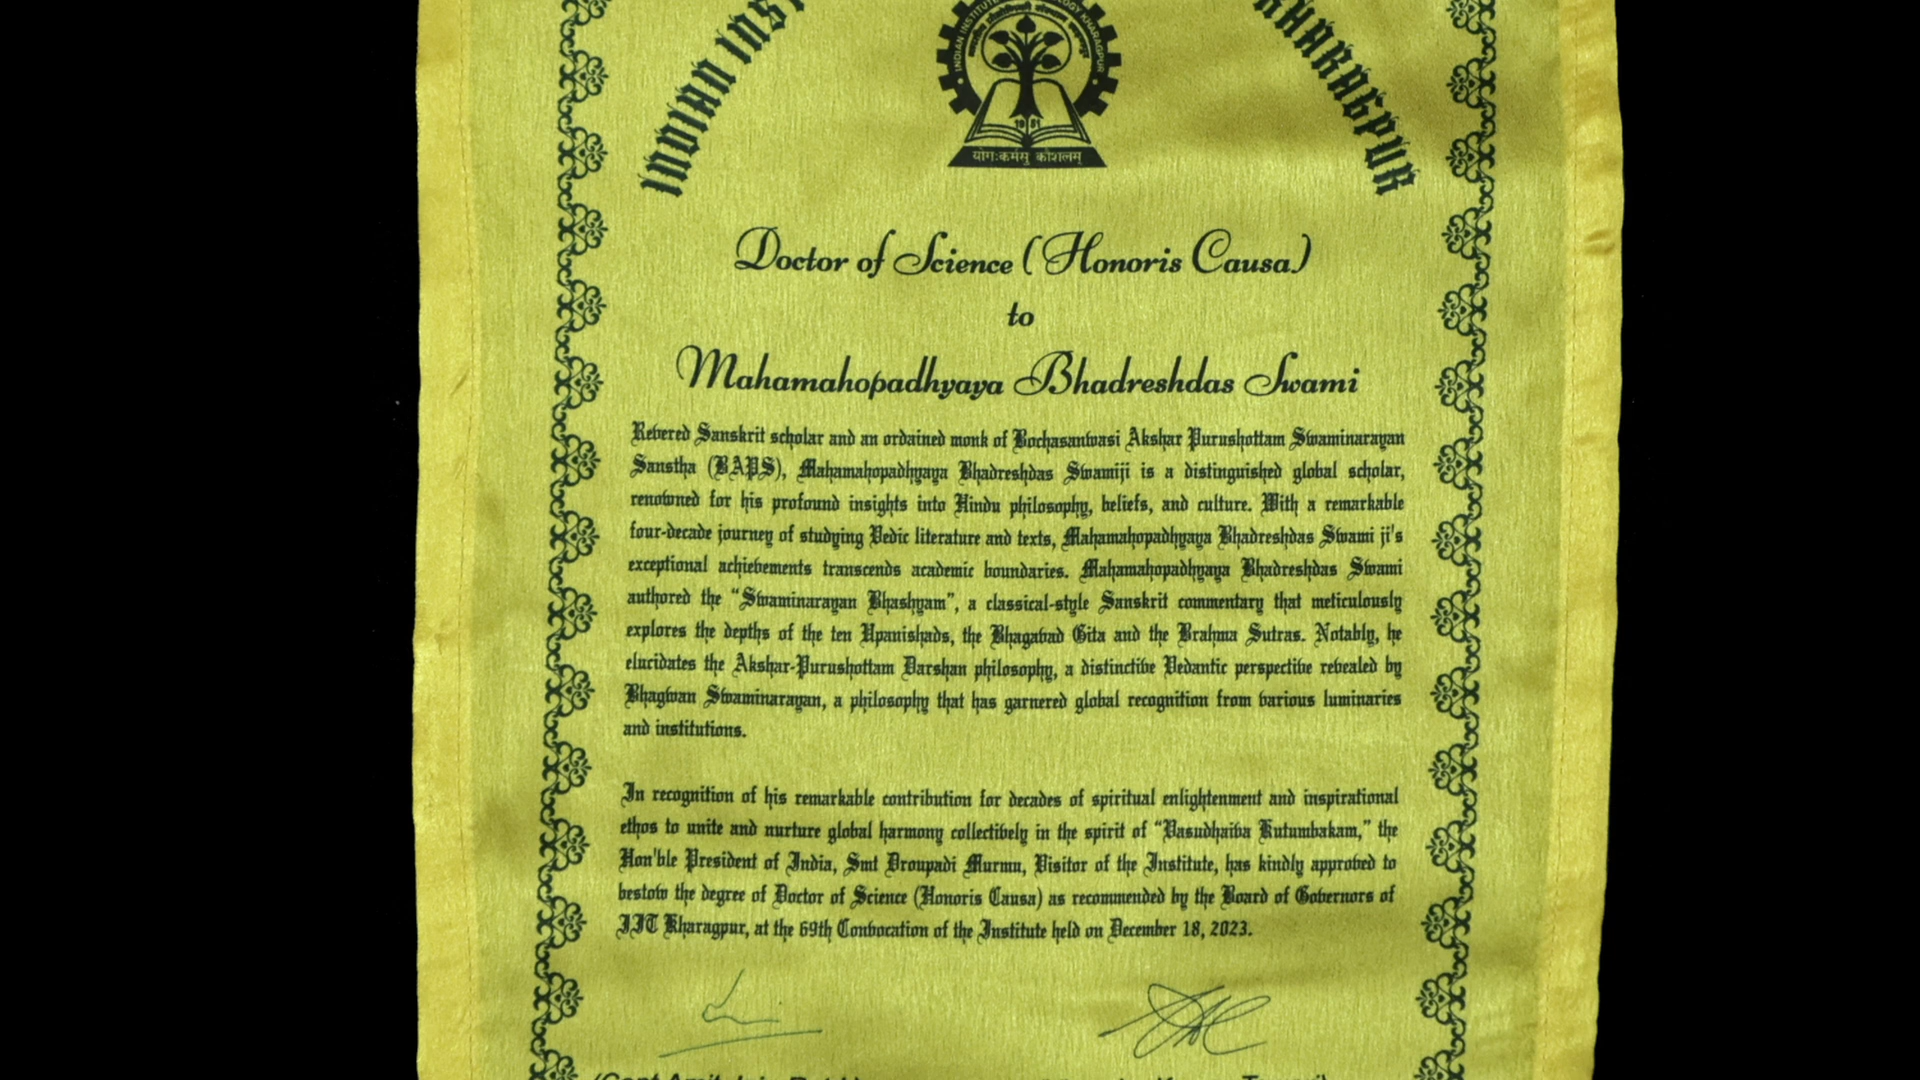 INDIAN INST
KHARAGPUR
1951
योगः कर्मसु कौशलम्
Doctor of Science (Honoris Causa)
to
Mahamahopadhyaya Bhadreshdas Swami
Revered Sanskrit scholar and an ordained monk of Bochasanwasi Akshar Purushottam Swaminarayan
Sanstha (BAPS), Mahamahopadhyaya Bhadreshdas Swamiji is a distinguished global scholar,
renowned for his profound insights into Hindu philosophy, beliefs, and culture. With a remarkable
four-decade journey of studying Vedic literature and texts, Mahamahopadhyaya Bhadreshdas Swami ji's
exceptional achievements transcends academic boundaries. Mahamahopadhyaya Bhadreshdas Swami
authored the “Swaminarayan Bhashyam”, a classical-style Sanskrit commentary that meticulously
explores the depths of the ten Upanishads, the Bhagavad Gita and the Brahma Sutras. Notably, he
elucidates the Akshar-Purushottam Darshan philosophy, a distinctive Vedantic perspective revealed by
Bhagwan Swaminarayan, a philosophy that has garnered global recognition from various luminaries
and institutions.
In recognition of his remarkable contribution for decades of spiritual enlightenment and inspirational
ethos to unite and nurture global harmony collectively in the spirit of “Vasudhaiva Kutumbakam,” the
Hon'ble President of India, Smt Droupadi Murmu, Visitor of the Institute, has kindly approved to
bestow the degree of Doctor of Science (Honoris Causa) as recommended by the Board of Governors of
IIT Kharagpur, at the 69th Convocation of the Institute held on December 18, 2023.